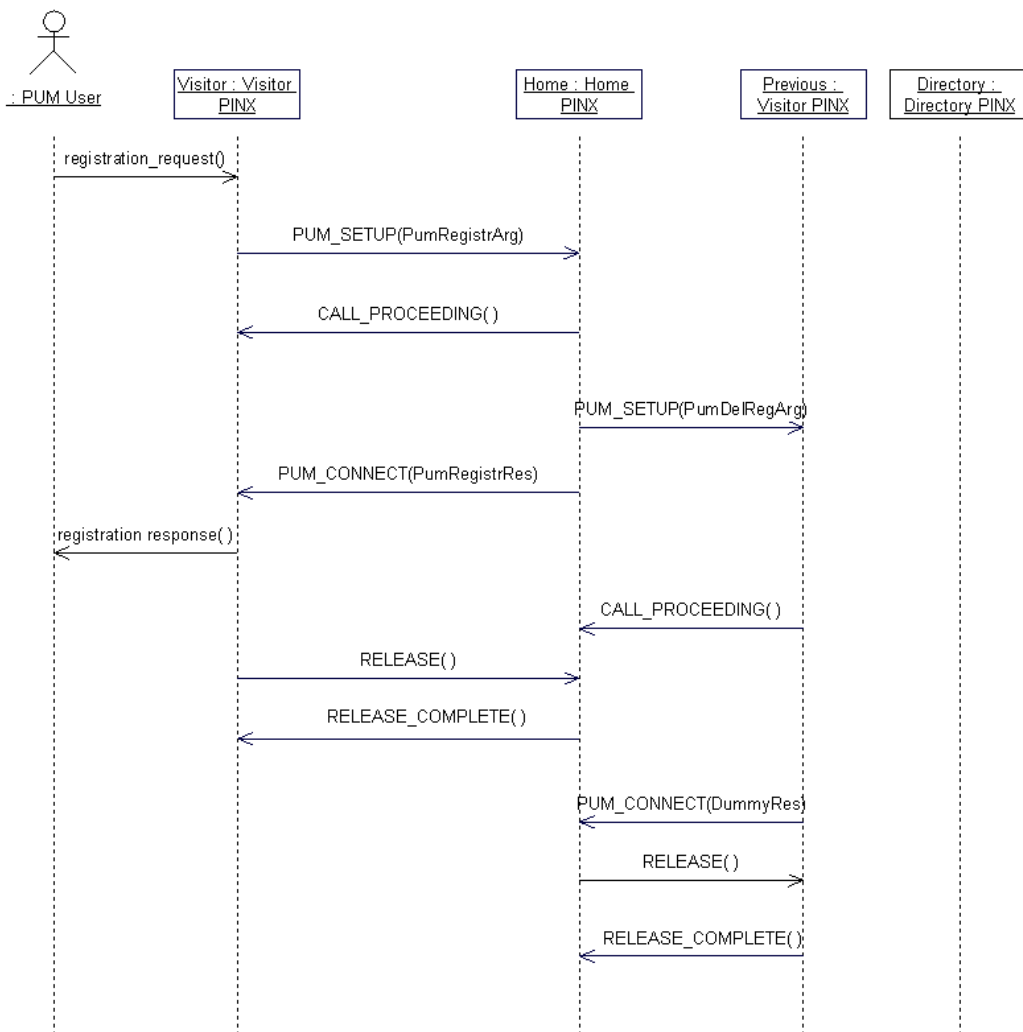 : PUM User
Visitor : Visitor
PINX
Home : Home
PINX
Previous :
Visitor PINX
Directory :
Directory PINX
registration_request()
PUM_SETUP(PumRegistrArg)
CALL_PROCEEDING( )
PUM_SETUP(PumDelRegArg)
PUM_CONNECT(PumRegistrRes)
registration response( )
CALL_PROCEEDING( )
RELEASE( )
RELEASE_COMPLETE( )
PUM_CONNECT(DummyRes)
RELEASE( )
RELEASE_COMPLETE( )